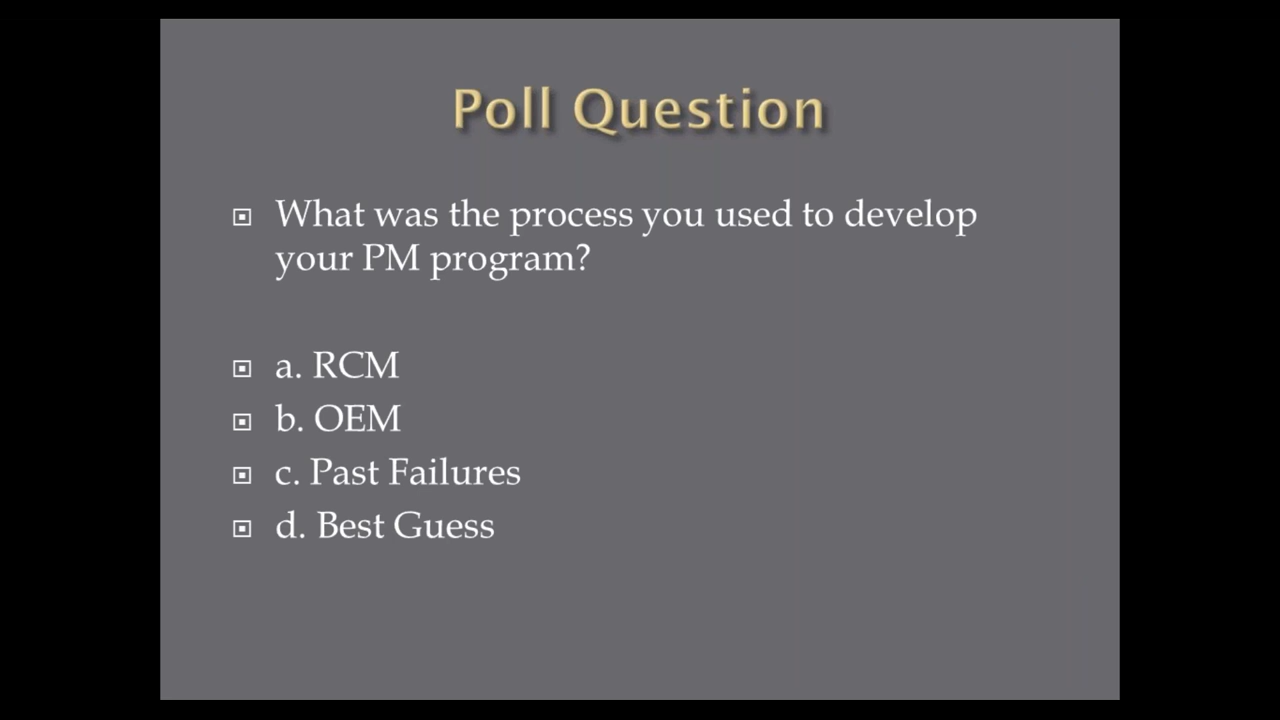 Poll Question
What was the process you used to develop
your PM program?
a. RCM
b. OEM
c. Past Failures
d. Best Guess